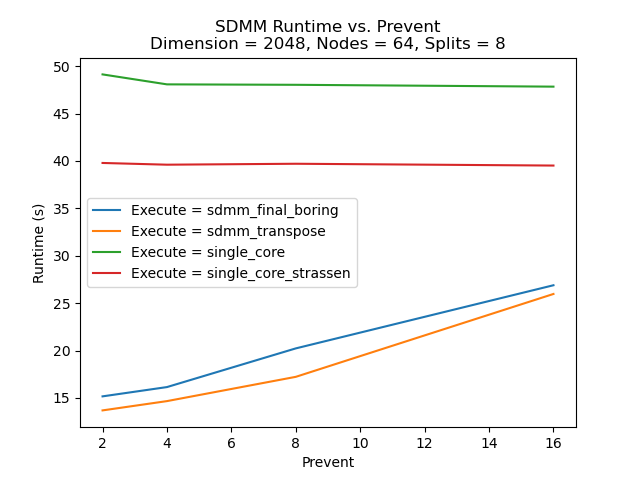 SDMM Runtime vs. Prevent
Dimension = 2048, Nodes = 64, Splits = 8
50
45
40
35
30
25
20
15
Runtime (s)
Execute = sdmm_final_boring
Execute = sdmm_transpose
Execute = single_core
Execute = single_core_strassen
2 4 6 8 10 12 14 16
Prevent